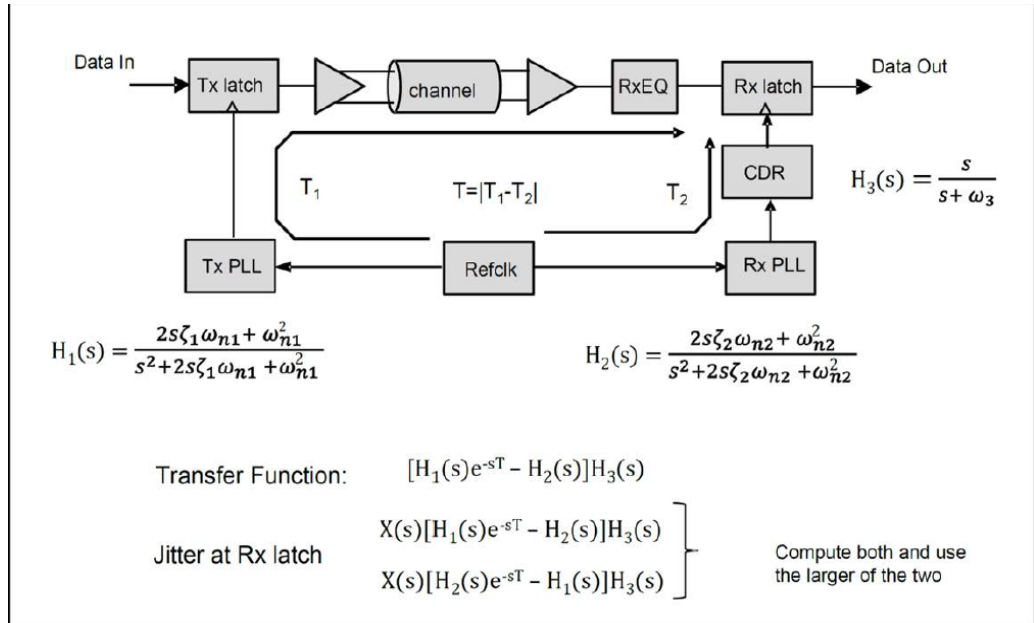 Data In
Tx latch
channel
RxEQ
Rx latch
Data Out
CDR
H₃(s) = s / (s + ω₃)
T₁
T=|T₁-T₂|
T₂
Tx PLL
Refclk
Rx PLL
H₁(s) = (2sζ₁ωₙ₁ + ω²ₙ₁) / (s²+2sζ₁ωₙ₁ +ω²ₙ₁)
H₂(s) = (2sζ₂ωₙ₂ + ω²ₙ₂) / (s²+2sζ₂ωₙ₂ +ω²ₙ₂)
Transfer Function: [H₁(s)e⁻ˢᵀ – H₂(s)]H₃(s)
Jitter at Rx latch
X(s)[H₁(s)e⁻ˢᵀ – H₂(s)]H₃(s)
X(s)[H₂(s)e⁻ˢᵀ – H₁(s)]H₃(s)
Compute both and use
the larger of the two